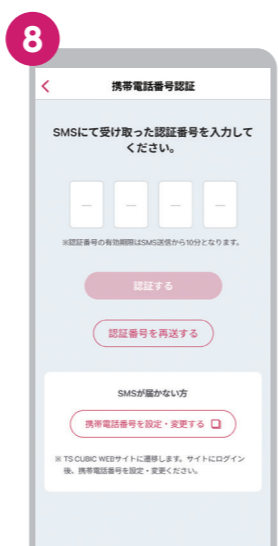 8
携帯電話番号認証
SMSにて受け取った認証番号を入力して
ください。
※認証番号の有効期限はSMS送信から10分となります。
認証する
認証番号を再送する
SMSが届かない方
携帯電話番号を設定・変更する
※ TS CUBIC WEBサイトに遷移します。サイトにログイン
後、携帯電話番号を設定・変更ください。